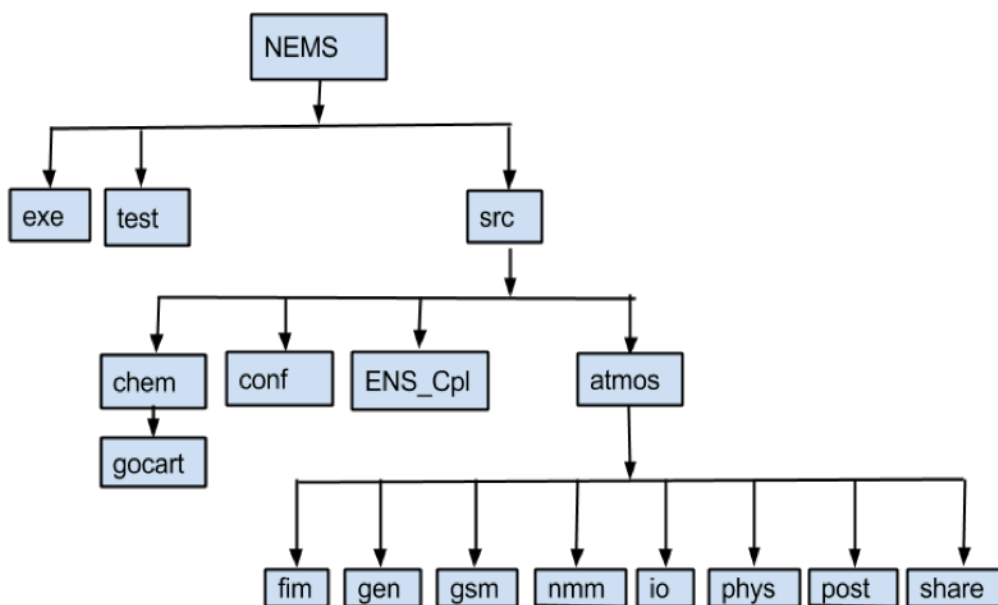 NEMS
exe test src
chem conf ENS_Cpl atmos
gocart
fim gen gsm nmm io phys post share